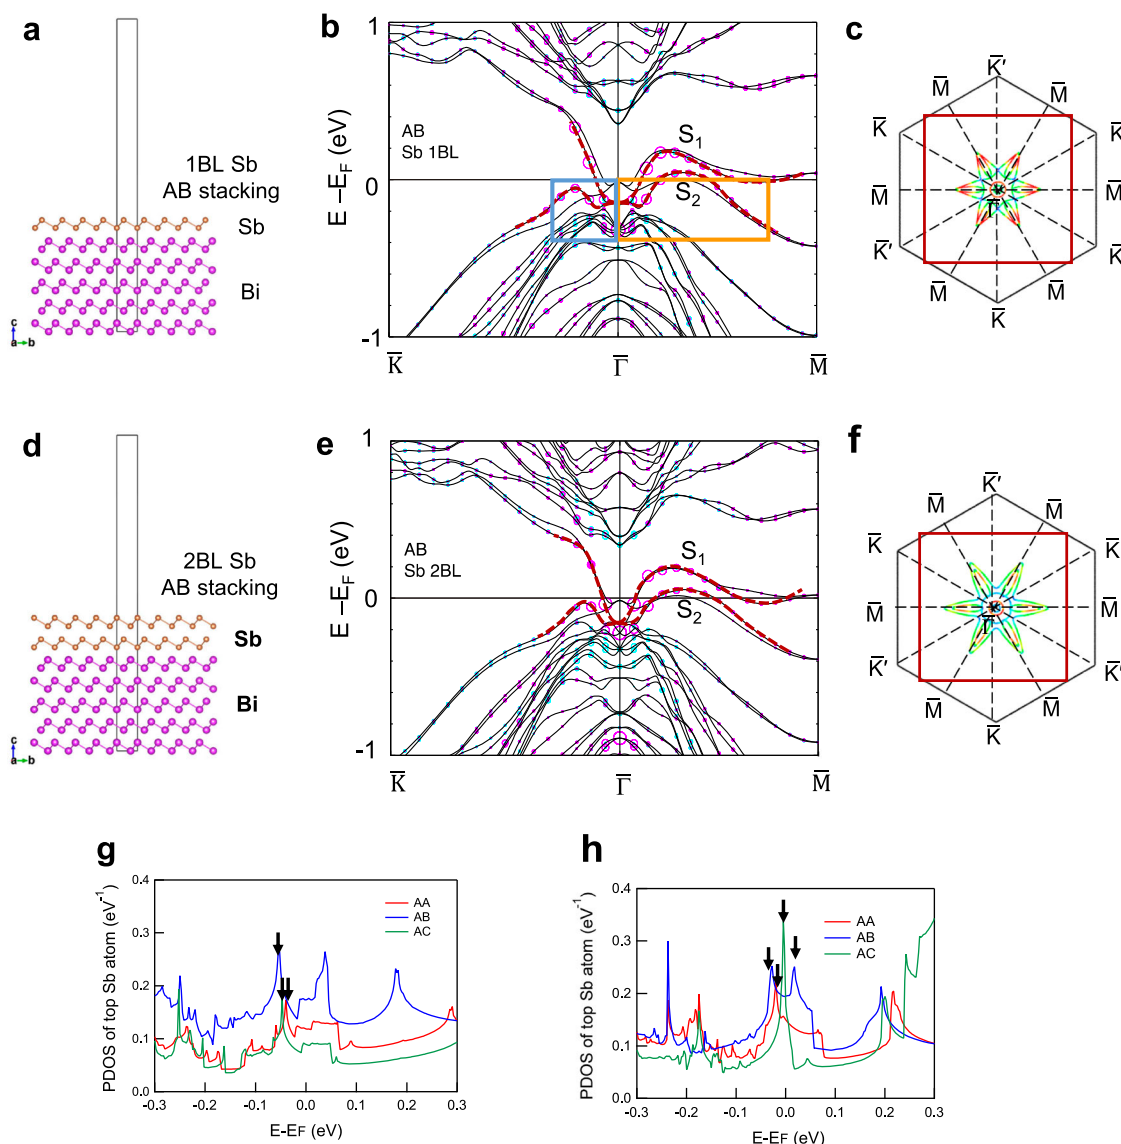 a
1BL Sb
AB stacking
Sb
Bi
c
a b
b
E -E_F (eV)
1
0
-1
AB
Sb 1BL
S₁
S₂
K̅ Γ̅ M̅
c
K̅′
M̅ M̅
K̅ K̅
M̅ Γ̅ M̅
K̅′ K̅′
M̅ M̅
K̅
d
2BL Sb
AB stacking
Sb
Bi
c
a b
e
E -E_F (eV)
1
0
-1
AB
Sb 2BL
S₁
S₂
K̅ Γ̅ M̅
f
K̅′
M̅ M̅
K̅ K̅
M̅ Γ̅ M̅
K̅′ K̅′
M̅ M̅
K̅
g
PDOS of top Sb atom (eV⁻¹)
0.4
0.3
0.2
0.1
0.0
AA
AB
AC
-0.3 -0.2 -0.1 0.0 0.1 0.2 0.3
E-EF (eV)
h
PDOS of top Sb atom (eV⁻¹)
0.4
0.3
0.2
0.1
0.0
AA
AB
AC
-0.3 -0.2 -0.1 0.0 0.1 0.2 0.3
E-EF (eV)